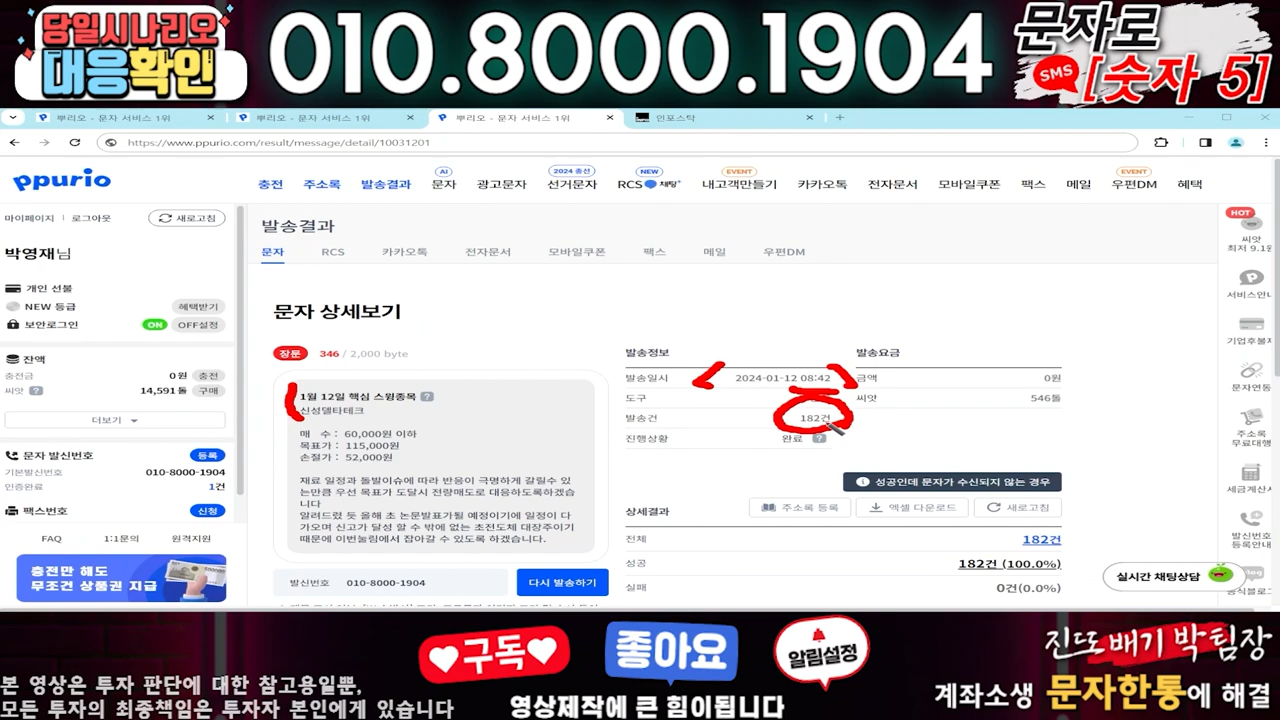 당일시나리오
대응확인
010.8000.1904
문자로
SMS [숫자 5]
뿌리오 - 문자 서비스 1위
뿌리오 - 문자 서비스 1위
뿌리오 - 문자 서비스 1위
인포스탁
https://www.ppurio.com/result/message/detail/10031201
ppurio
충전
주소록
발송결과
AI
문자
광고문자
2024 총선
선거문자
NEW
RCS 채팅+
EVENT
내고객만들기
카카오톡
전자문서
모바일쿠폰
팩스
메일
EVENT
우편DM
혜택
마이페이지 | 로그아웃
새로고침
박영재님
개인 선불
NEW 등급
혜택받기
보안로그인
ON
OFF설정
잔액
충전금
0원
충전
씨앗 ?
14,591돌
구매
더보기
문자 발신번호
등록
기본발신번호
010-8000-1904
인증완료
1건
팩스번호
신청
FAQ
1:1문의
원격지원
충전만 해도
무조건 상품권 지급
발송결과
문자
RCS
카카오톡
전자문서
모바일쿠폰
팩스
메일
우편DM
문자 상세보기
장문
346 / 2,000 byte
1월 12일 핵심 스윙종목 ?
신성델타테크
매 수 : 60,000원 이하
목표가 : 115,000원
손절가 : 52,000원
재료 일정과 돌발이슈에 따라 반응이 극명하게 갈릴수 있
는만큼 우선 목표가 도달시 전량매도로 대응하도록하겠습
니다
알려드렸 듯 올해 초 논문발표가될 예정이기에 일정이 다
가오며 신고가 달성 할 수 밖에 없는 초전도체 대장주이기
때문에 이번눌림에서 잡아갈 수 있도록 하겠습니다.
발신번호
010-8000-1904
다시 발송하기
발송정보
발송일시
2024-01-12 08:42
도구
발송건
182건
진행상황
완료 ?
발송요금
금액
0원
씨앗
546돌
성공인데 문자가 수신되지 않는 경우
상세결과
주소록 등록
엑셀 다운로드
새로고침
전체
182건
성공
182건 (100.0%)
실패
0건(0.0%)
HOT
씨앗
최저 9.1원
서비스안내
기업후불제
문자연동
주소록
무료대행
세금계산서
발신번호
등록안내
실시간 채팅상담
공식블로그
구독
좋아요
알림설정
진또배기 박팀장
본 영상은 투자 판단에 대한 참고용일뿐,
모든 투자의 최종책임은 투자자 본인에게 있습니다
영상제작에 큰 힘이됩니다
계좌소생 문자한통에 해결